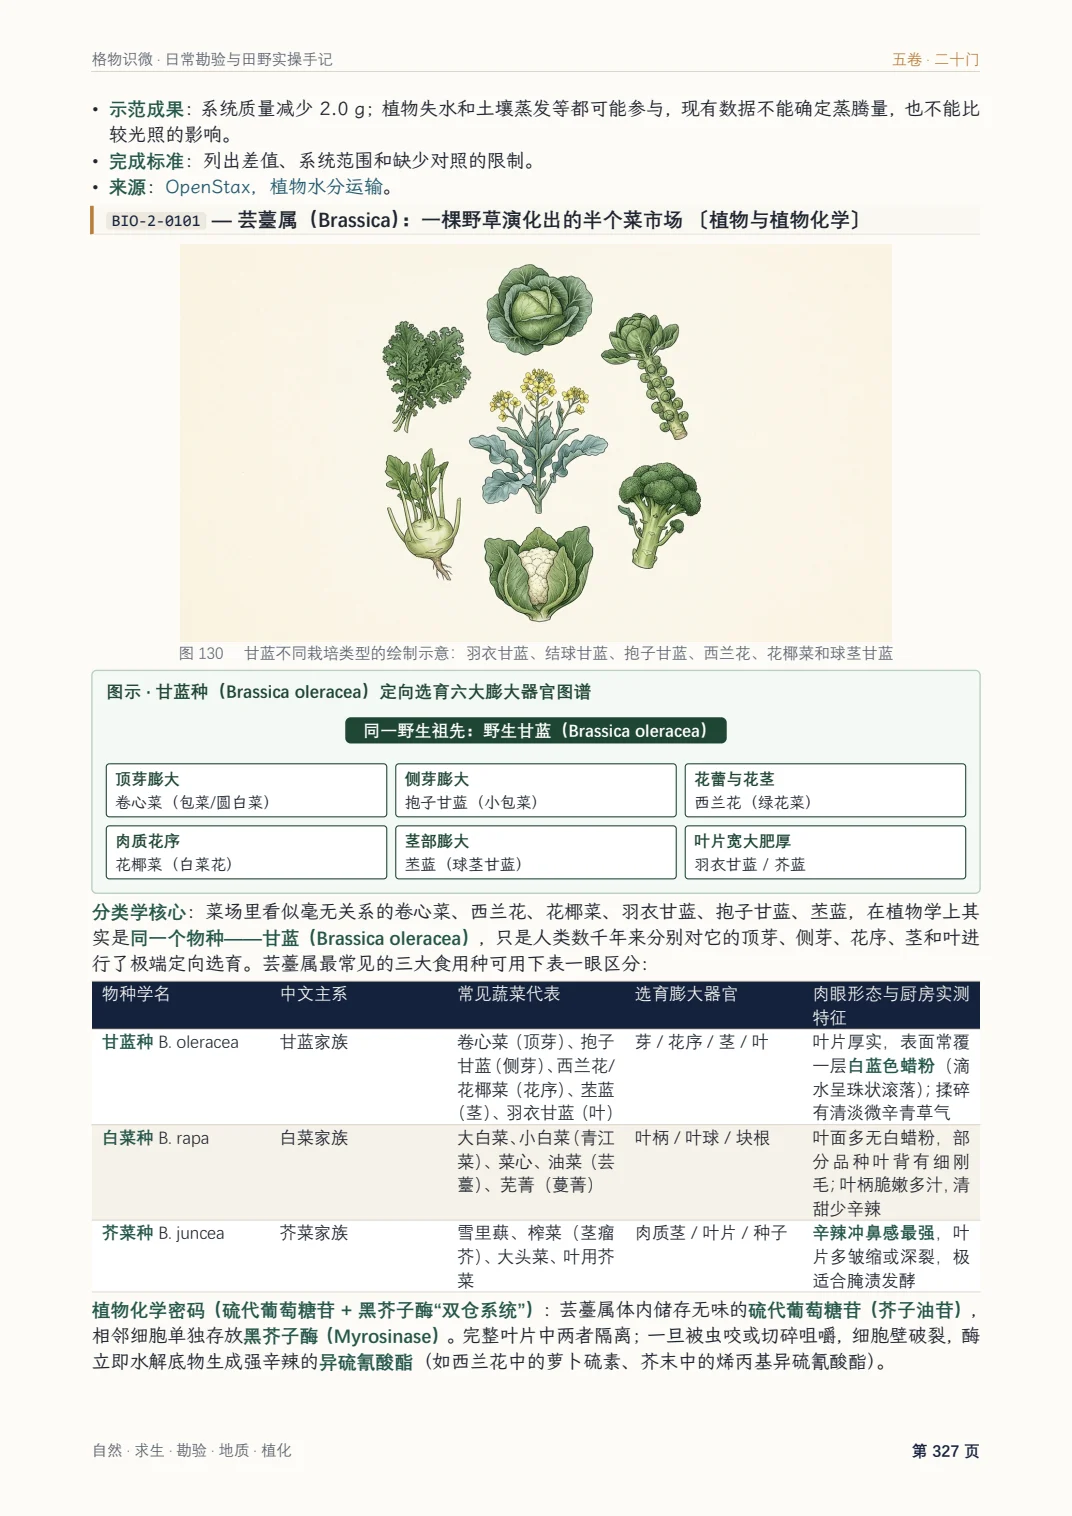 格物识微 · 日常勘验与田野实操手记
五卷 · 二十门
• 示范成果：系统质量减少 2.0 g；植物失水和土壤蒸发等都可能参与，现有数据不能确定蒸腾量，也不能比
较光照的影响。
• 完成标准：列出差值、系统范围和缺少对照的限制。
• 来源：OpenStax，植物水分运输。
BIO-2-0101 — 芸薹属（Brassica）：一棵野草演化出的半个菜市场 〔植物与植物化学〕
图 130 甘蓝不同栽培类型的绘制示意：羽衣甘蓝、结球甘蓝、抱子甘蓝、西兰花、花椰菜和球茎甘蓝
图示 · 甘蓝种（Brassica oleracea）定向选育六大膨大器官图谱
同一野生祖先：野生甘蓝（Brassica oleracea）
顶芽膨大
卷心菜（包菜/圆白菜）
侧芽膨大
抱子甘蓝（小包菜）
花蕾与花茎
西兰花（绿花菜）
肉质花序
花椰菜（白菜花）
茎部膨大
苤蓝（球茎甘蓝）
叶片宽大肥厚
羽衣甘蓝 / 芥蓝
分类学核心：菜场里看似毫无关系的卷心菜、西兰花、花椰菜、羽衣甘蓝、抱子甘蓝、苤蓝，在植物学上其
实是同一个物种——甘蓝（Brassica oleracea），只是人类数千年来分别对它的顶芽、侧芽、花序、茎和叶进
行了极端定向选育。芸薹属最常见的三大食用种可用下表一眼区分：
物种学名
中文主系
常见蔬菜代表
选育膨大器官
肉眼形态与厨房实测
特征
甘蓝种 B. oleracea
甘蓝家族
卷心菜（顶芽）、抱子
甘蓝（侧芽）、西兰花/
花椰菜（花序）、苤蓝
（茎）、羽衣甘蓝（叶）
芽 / 花序 / 茎 / 叶
叶片厚实，表面常覆
一层白蓝色蜡粉（滴
水呈珠状滚落）；揉碎
有清淡微辛青草气
白菜种 B. rapa
白菜家族
大白菜、小白菜（青江
菜）、菜心、油菜（芸
薹）、芜菁（蔓菁）
叶柄 / 叶球 / 块根
叶面多无白蜡粉，部
分品种叶背有细刚
毛；叶柄脆嫩多汁，清
甜少辛辣
芥菜种 B. juncea
芥菜家族
雪里蕻、榨菜（茎瘤
芥）、大头菜、叶用芥
菜
肉质茎 / 叶片 / 种子
辛辣冲鼻感最强，叶
片多皱缩或深裂，极
适合腌渍发酵
植物化学密码（硫代葡萄糖苷 + 黑芥子酶“双仓系统”）：芸薹属体内储存无味的硫代葡萄糖苷（芥子油苷），
相邻细胞单独存放黑芥子酶（Myrosinase）。完整叶片中两者隔离；一旦被虫咬或切碎咀嚼，细胞壁破裂，酶
立即水解底物生成强辛辣的异硫氰酸酯（如西兰花中的萝卜硫素、芥末中的烯丙基异硫氰酸酯）。
自然 · 求生 · 勘验 · 地质 · 植化
第 327 页